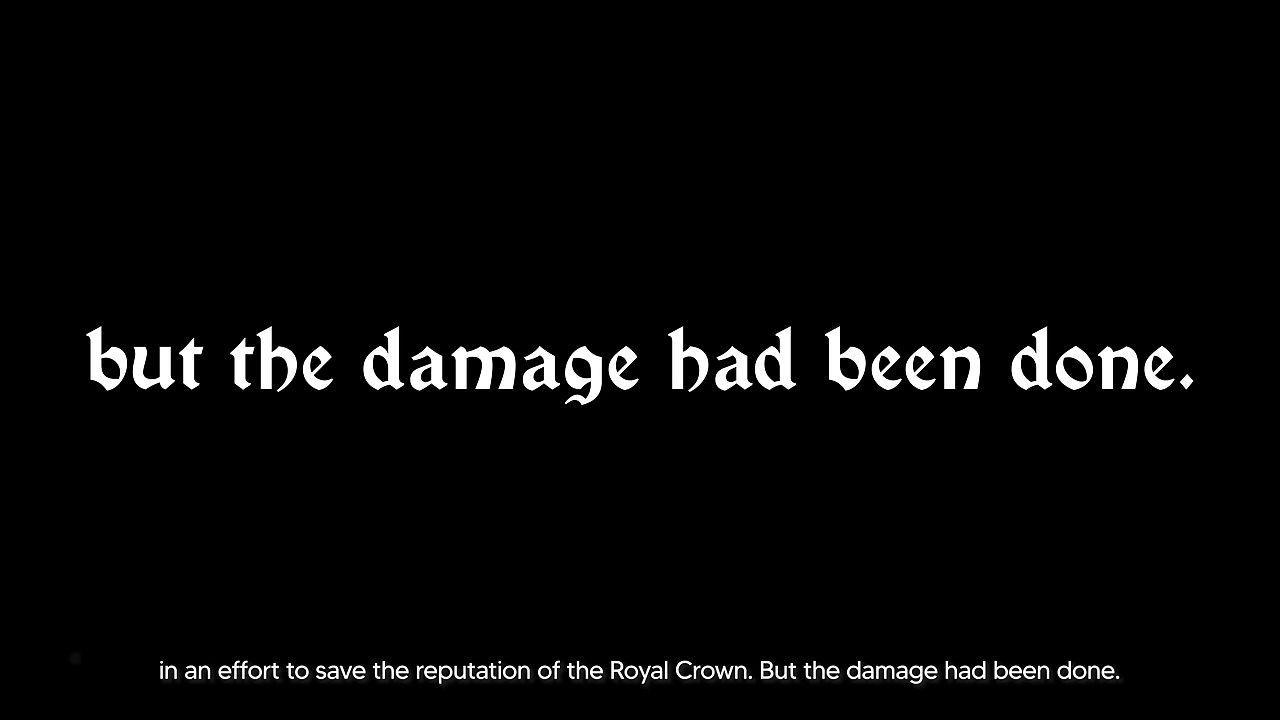 but the damage had been done.
in an effort to save the reputation of the Royal Crown. But the damage had been done.